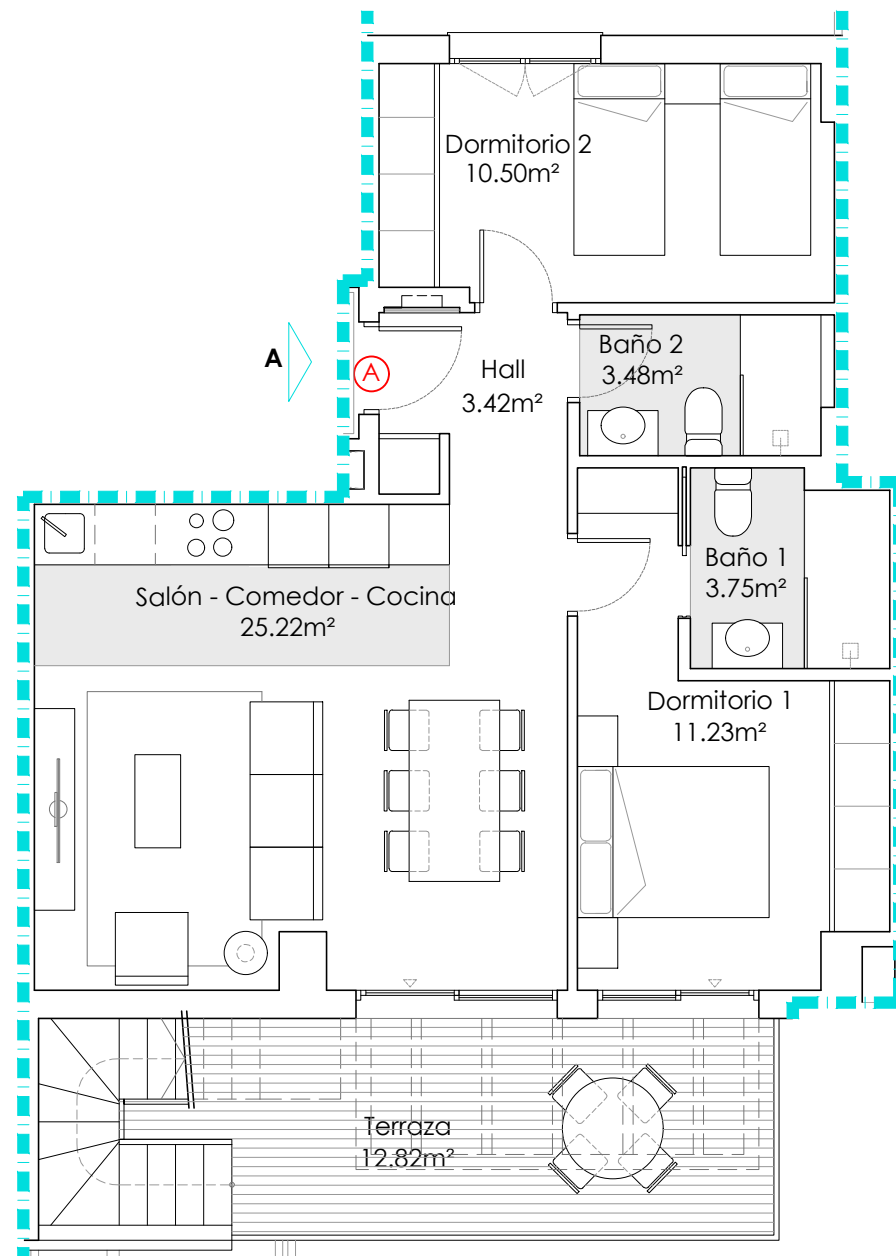 Dormitorio 2
10.50m²
A
A
Hall
3.42m²
Baño 2
3.48m²
Baño 1
3.75m²
Salón - Comedor - Cocina
25.22m²
Dormitorio 1
11.23m²
Terraza
12.82m²